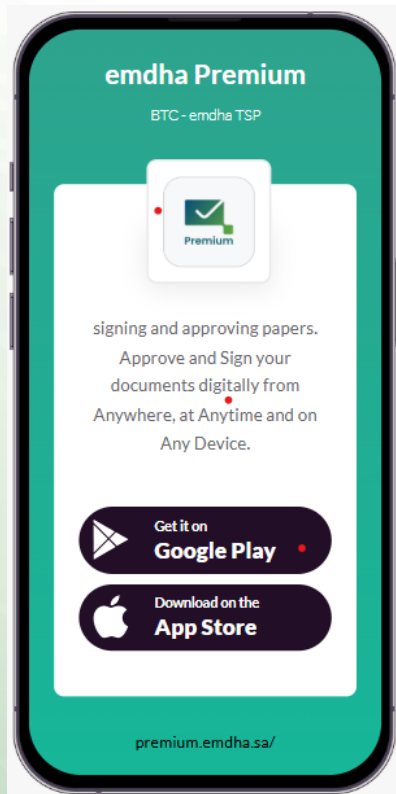 emdha Premium
BTC - emdha TSP
Premium
signing and approving papers.
Approve and Sign your
documents digitally from
Anywhere, at Anytime and on
Any Device.
Get it on
Google Play
Download on the
App Store
premium.emdha.sa/